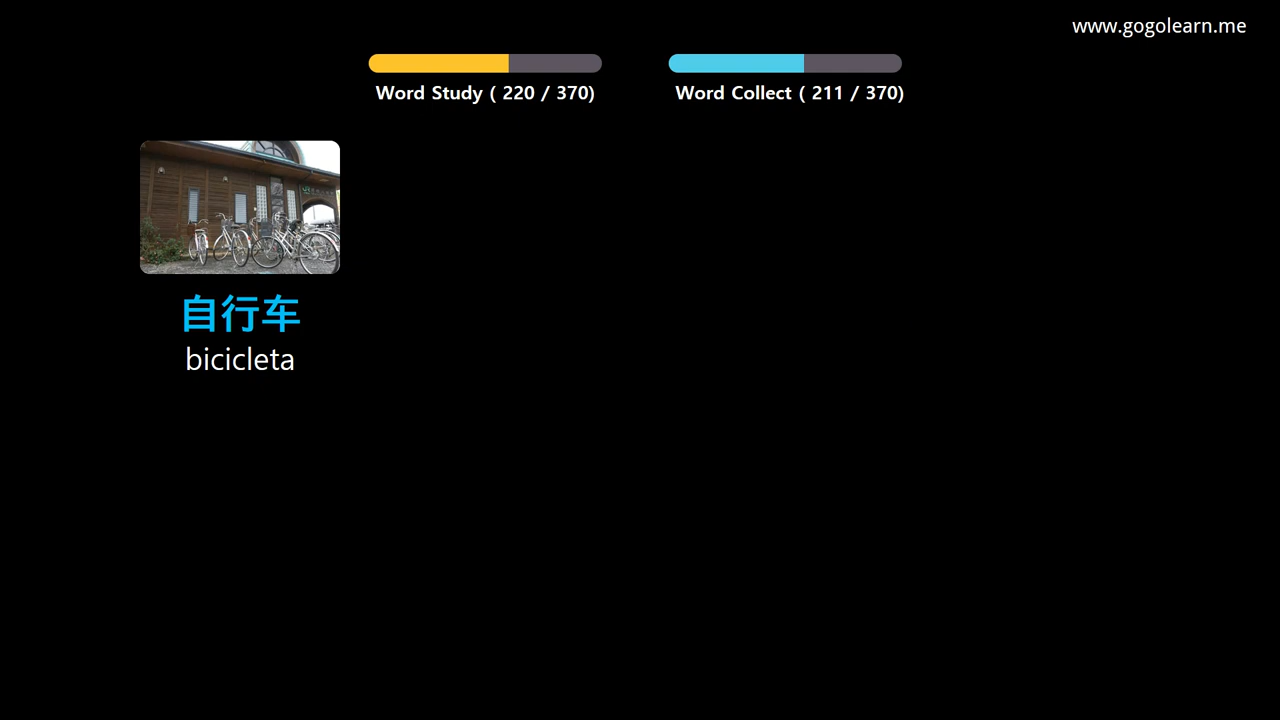 www.gogolearn.me
Word Study ( 220 / 370)
Word Collect ( 211 / 370)
自行车
bicicleta